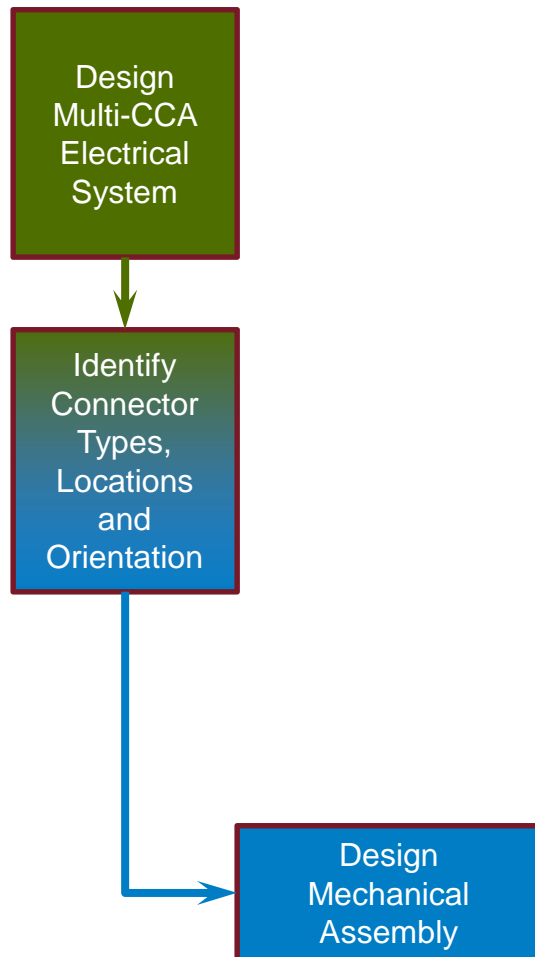 Design
Multi-CCA
Electrical
System
Identify
Connector
Types,
Locations
and
Orientation
Design
Mechanical
Assembly